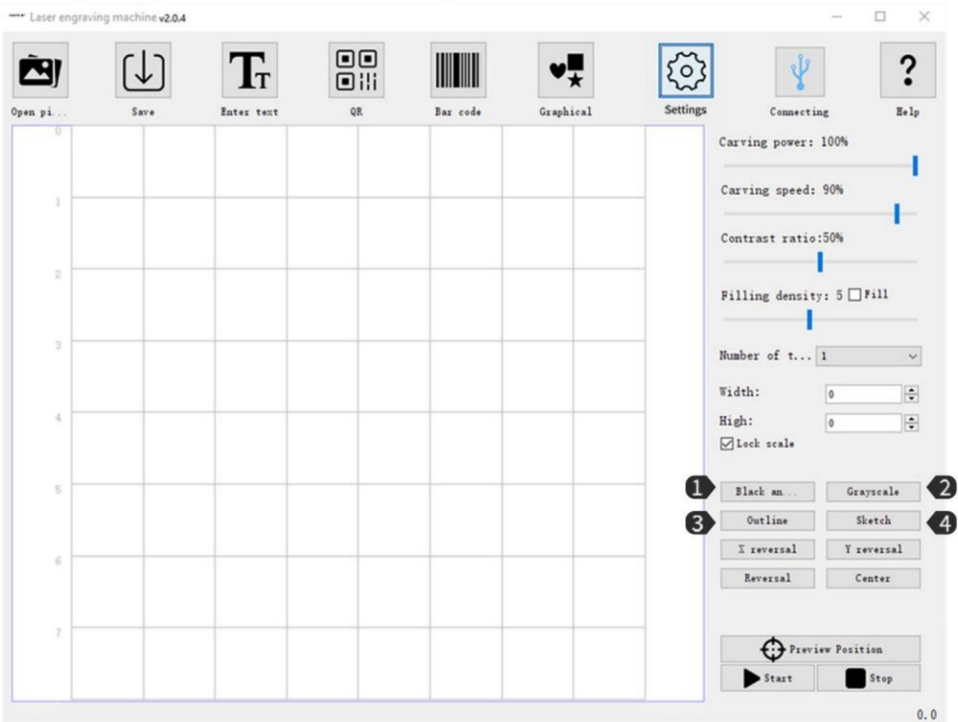 Laser engraving machine v2.0.4
Open pi...
Save
Enter text
QR
Bar code
Graphical
Settings
Connecting
Help
0
1
2
3
4
5
6
7
Carving power: 100%
Carving speed: 90%
Contrast ratio:50%
Filling density: 5 Fill
Number of t... 1
Width: 0
High: 0
Lock scale
1 Black an... Grayscale 2
3 Outline Sketch 4
X reversal Y reversal
Reversal Center
Preview Position
Start Stop
0.0